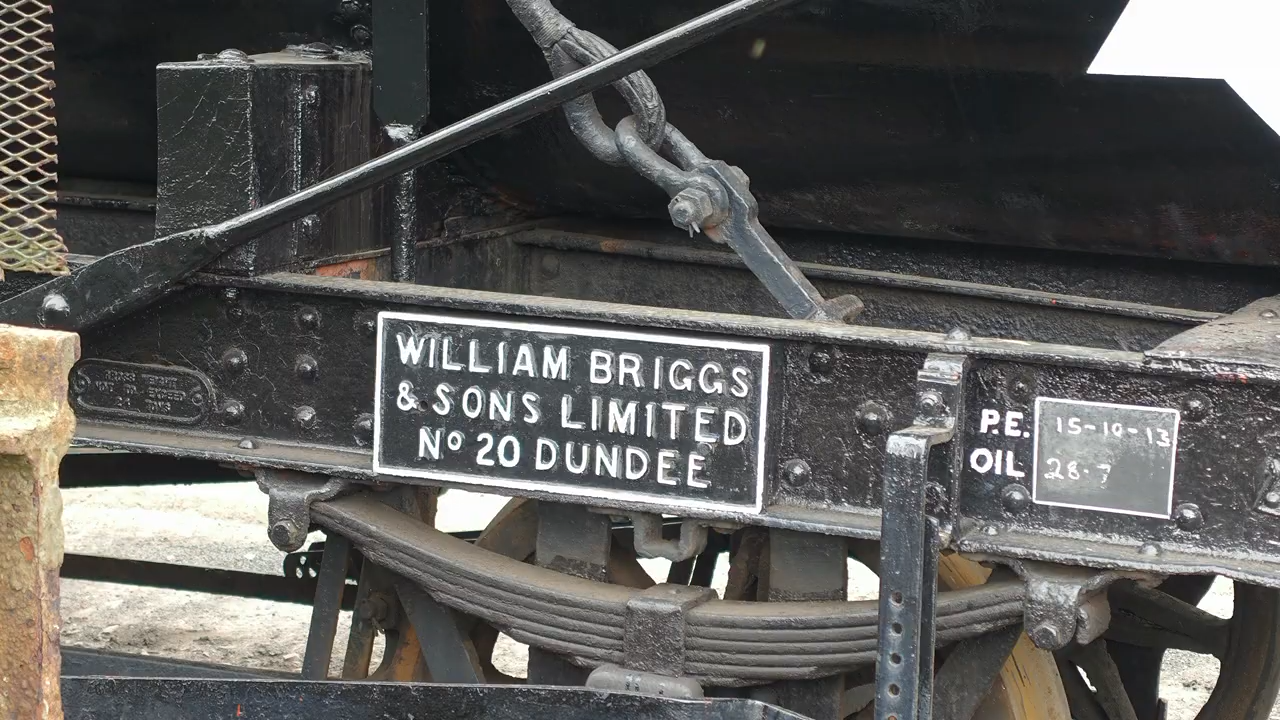 WILLIAM BRIGGS
& SONS LIMITED
Nº 20 DUNDEE
P.E. 15-10-13
OIL 28-7